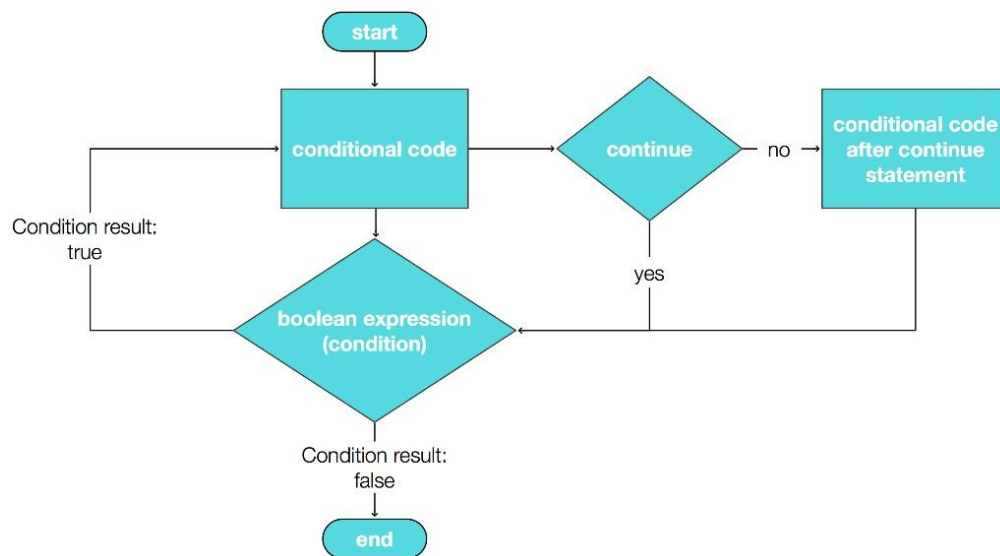 start
conditional code
continue
no
conditional code
after continue
statement
Condition result:
true
yes
boolean expression
(condition)
Condition result:
false
end